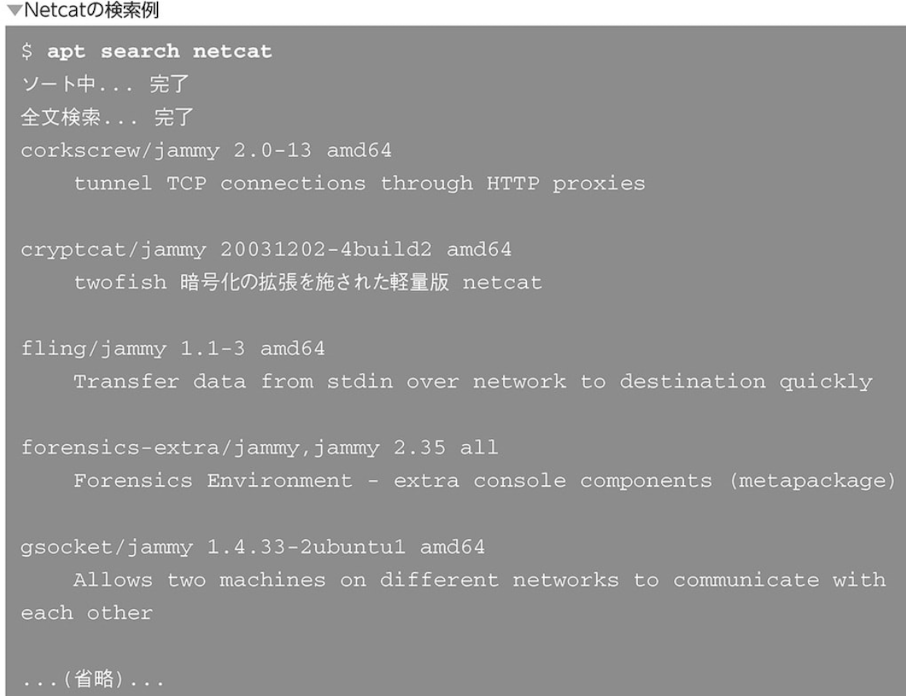 ▼Netcatの検索例
$ apt search netcat
ソート中... 完了
全文検索... 完了
corkscrew/jammy 2.0-13 amd64
tunnel TCP connections through HTTP proxies
cryptcat/jammy 20031202-4build2 amd64
twofish 暗号化の拡張を施された軽量版 netcat
fling/jammy 1.1-3 amd64
Transfer data from stdin over network to destination quickly
forensics-extra/jammy,jammy 2.35 all
Forensics Environment - extra console components (metapackage)
gsocket/jammy 1.4.33-2ubuntu1 amd64
Allows two machines on different networks to communicate with
each other
...(省略)...